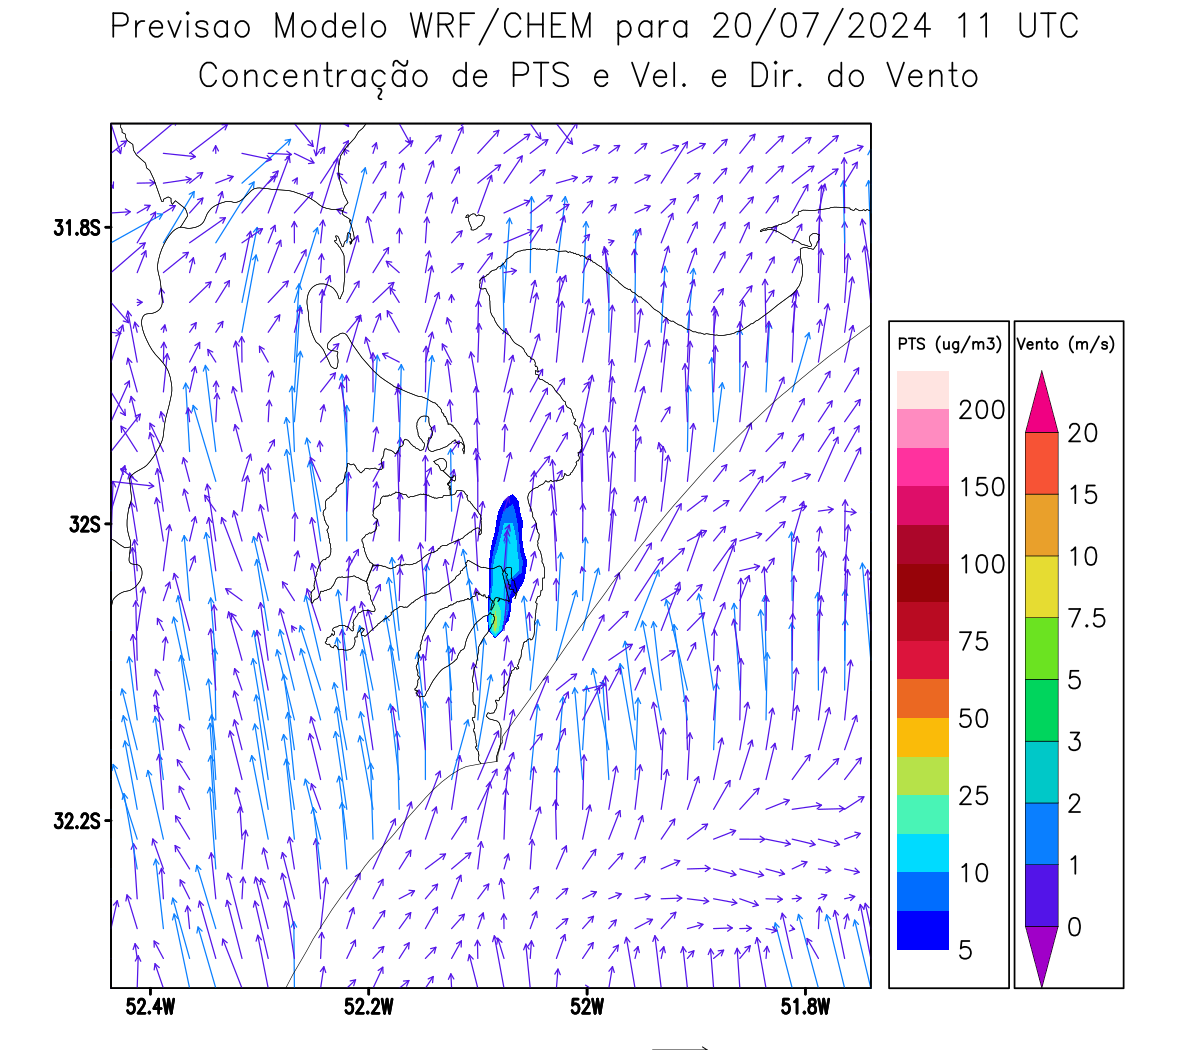 Previsao Modelo WRF/CHEM para 20/07/2024 11 UTC
Concentração de PTS e Vel. e Dir. do Vento
31.8S
32S
32.2S
52.4W
52.2W
52W
51.8W
PTS (ug/m3)
200
150
100
75
50
25
10
5
Vento (m/s)
20
15
10
7.5
5
3
2
1
0